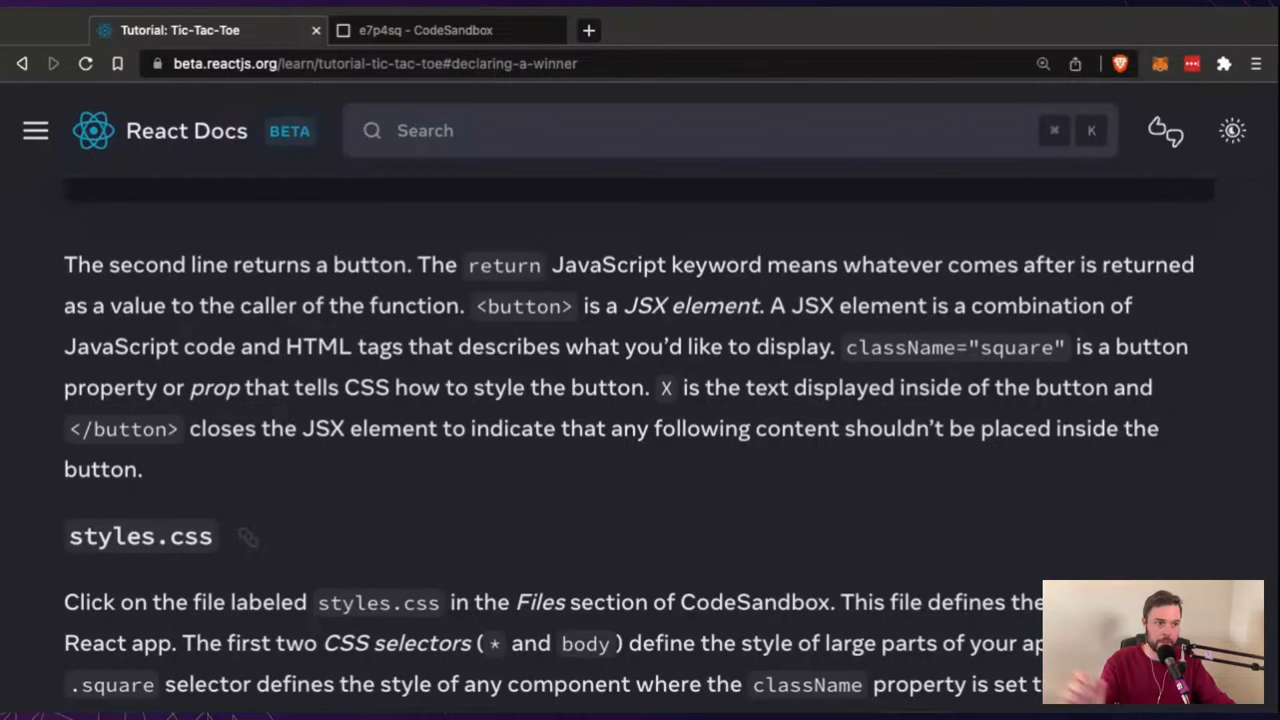 Tutorial: Tic-Tac-Toe
e7p4sq - CodeSandbox
beta.reactjs.org/learn/tutorial-tic-tac-toe#declaring-a-winner
React Docs BETA Search ⌘ K
The second line returns a button. The return JavaScript keyword means whatever comes after is returned
as a value to the caller of the function. <button> is a JSX element. A JSX element is a combination of
JavaScript code and HTML tags that describes what you’d like to display. className="square" is a button
property or prop that tells CSS how to style the button. X is the text displayed inside of the button and
</button> closes the JSX element to indicate that any following content shouldn’t be placed inside the
button.
styles.css
Click on the file labeled styles.css in the Files section of CodeSandbox. This file defines the
React app. The first two CSS selectors (* and body) define the style of large parts of your
.square selector defines the style of any component where the className property is set